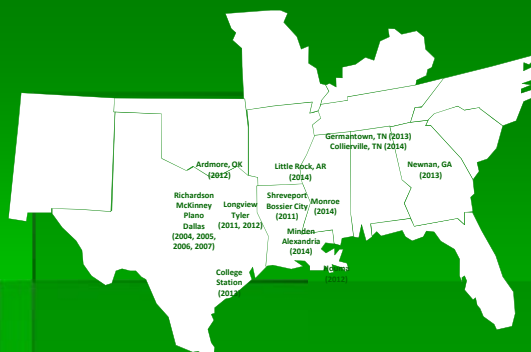 Germantown, TN (2013)
Collierville, TN (2014)
Ardmore, OK
(2012)
Little Rock, AR
(2014)
Newnan, GA
(2013)
Richardson
McKinney
Plano
Dallas
(2004, 2005,
2006, 2007)
Longview
Tyler
(2011, 2012)
Shreveport
Bossier City
(2011)
Monroe
(2014)
Minden
Alexandria
(2014)
College
Station
(2012)
(2012)